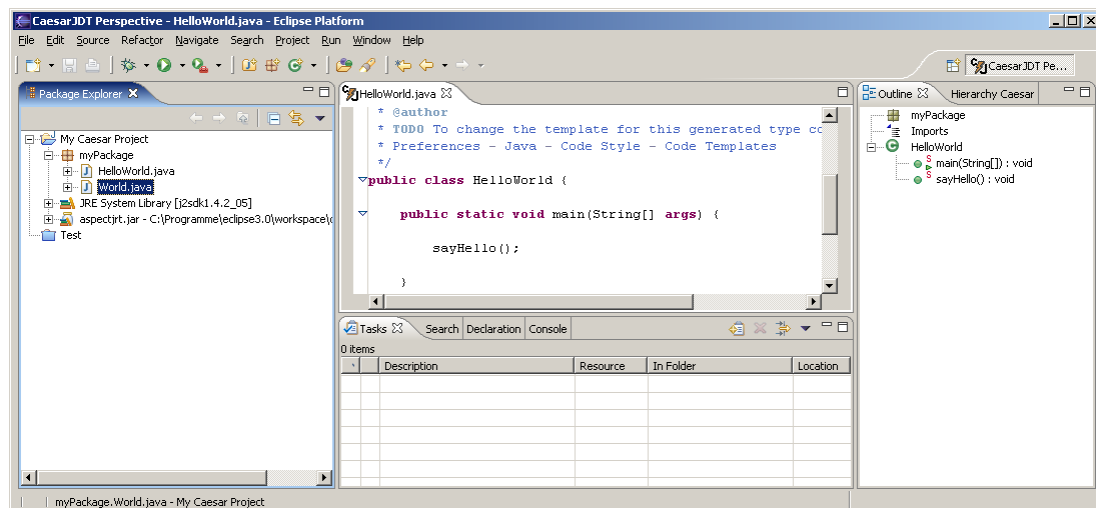 CaesarJDT Perspective - HelloWorld.java - Eclipse Platform
File Edit Source Refactor Navigate Search Project Run Window Help
CaesarJDT Pe...
Package Explorer
My Caesar Project
myPackage
HelloWorld.java
World.java
JRE System Library [j2sdk1.4.2_05]
aspectjrt.jar - C:\Programme\eclipse3.0\workspace\
Test
HelloWorld.java
* @author
* TODO To change the template for this generated type co
* Preferences - Java - Code Style - Code Templates
*/
public class HelloWorld {
public static void main(String[] args) {
sayHello();
}
Tasks Search Declaration Console
0 items
Description Resource In Folder Location
Outline Hierarchy Caesar
myPackage
Imports
HelloWorld
main(String[]) : void
sayHello() : void
myPackage.World.java - My Caesar Project